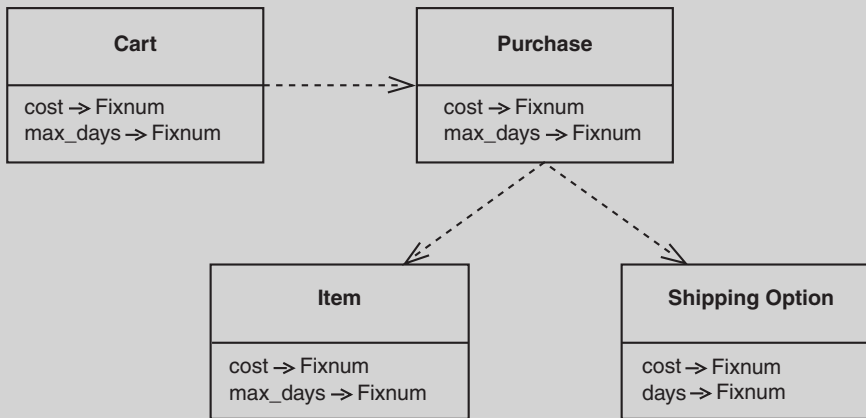 Cart
cost → Fixnum
max_days → Fixnum
Purchase
cost → Fixnum
max_days → Fixnum
Item
cost → Fixnum
max_days → Fixnum
Shipping Option
cost → Fixnum
days → Fixnum